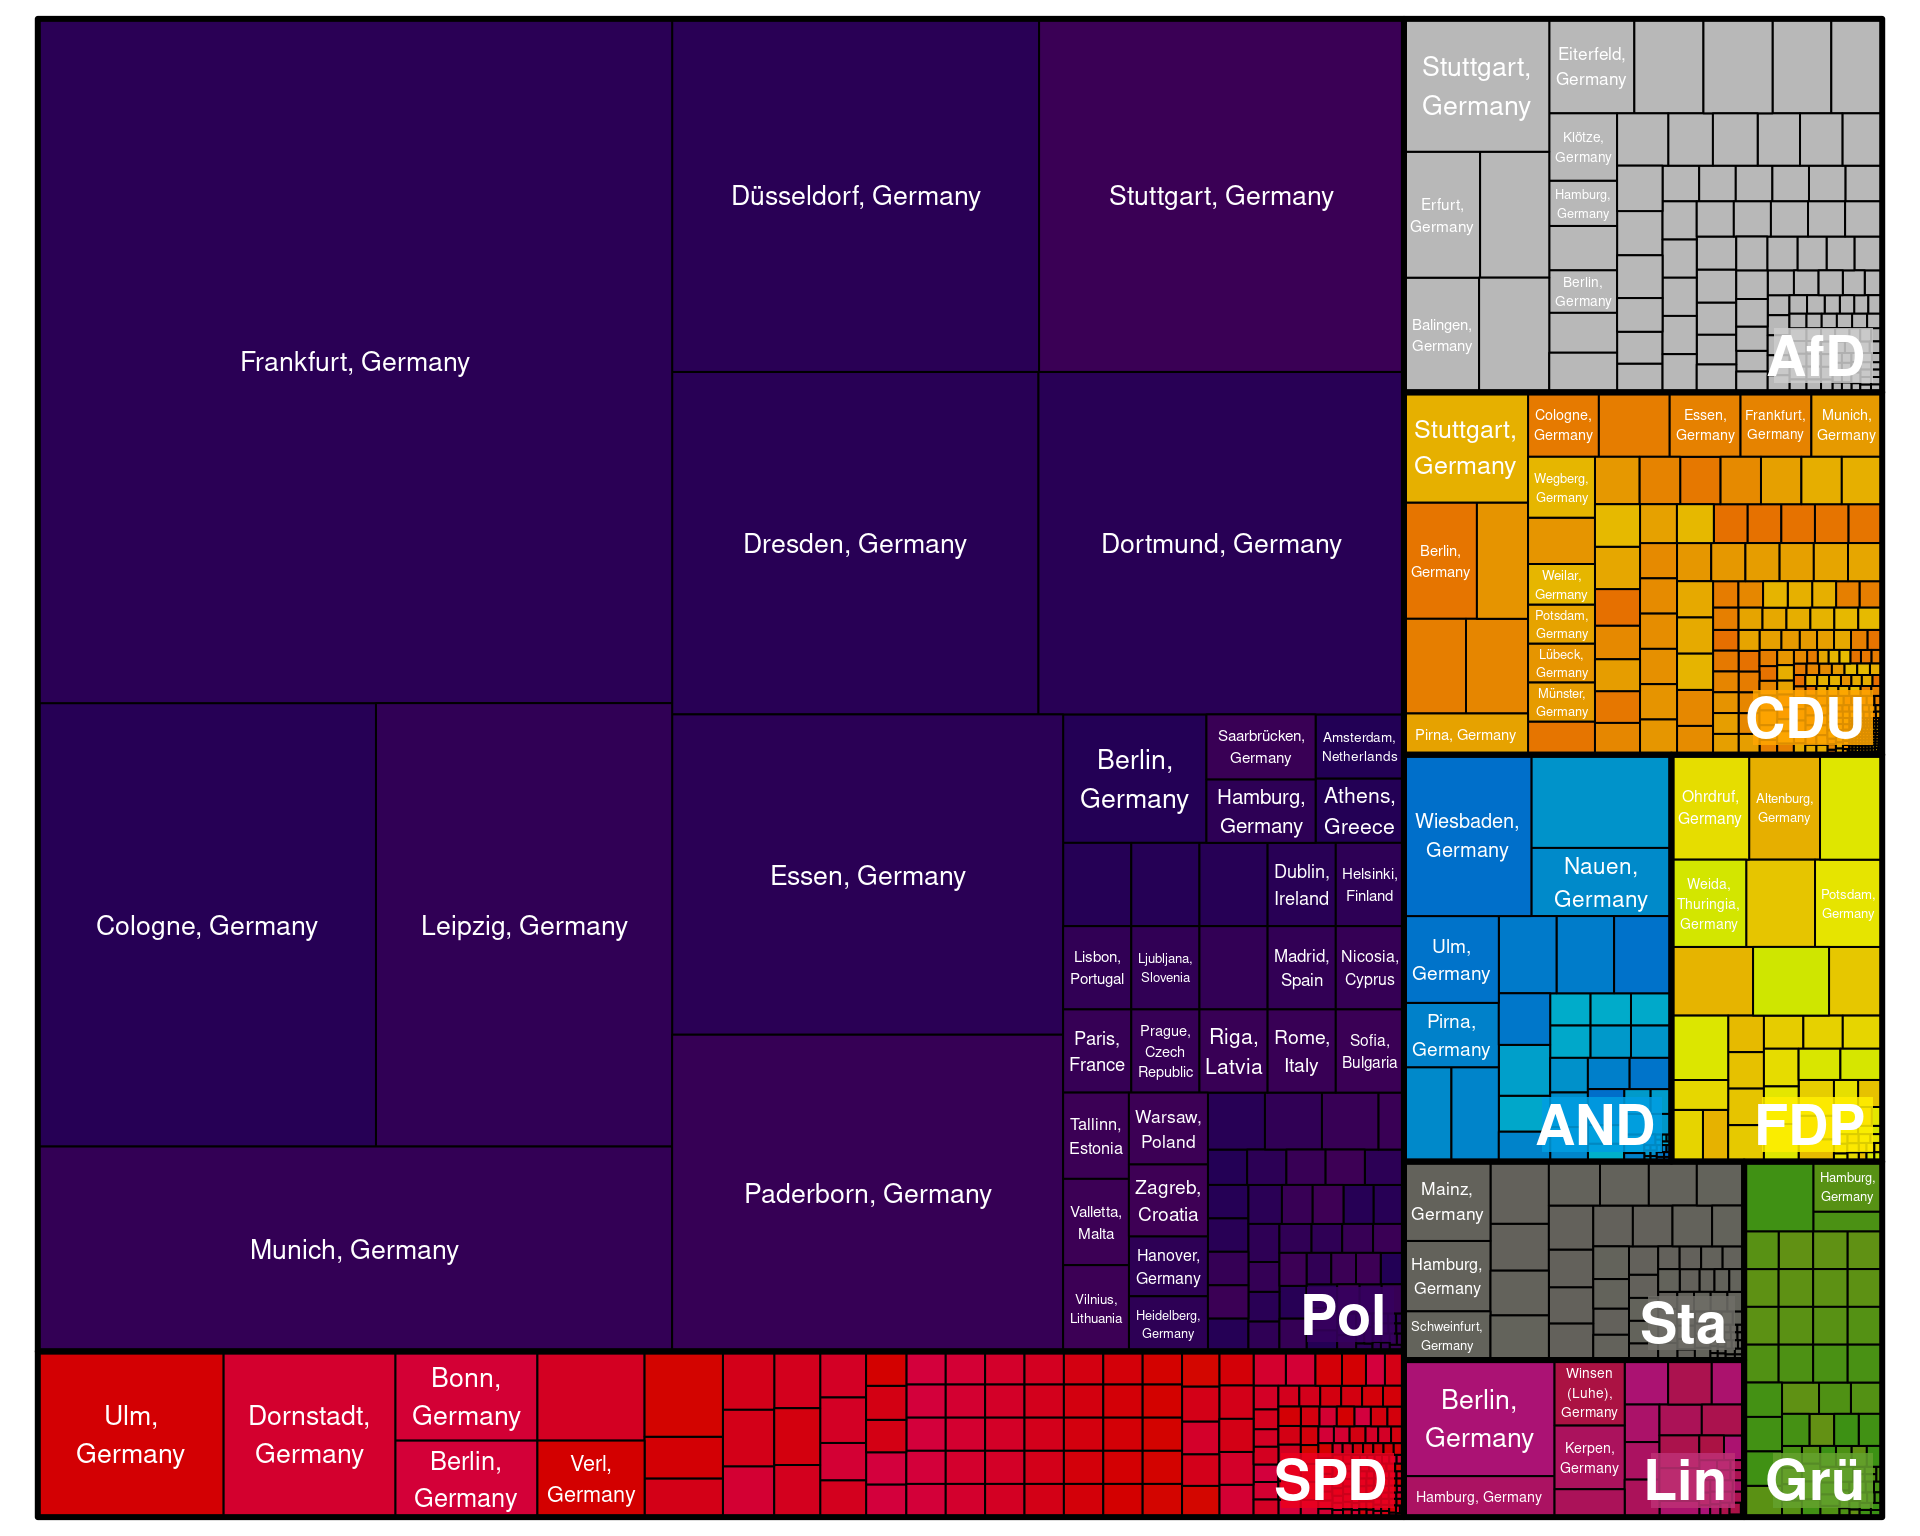 Frankfurt, Germany
Düsseldorf, Germany
Stuttgart, Germany
Dresden, Germany
Dortmund, Germany
Cologne, Germany
Leipzig, Germany
Munich, Germany
Essen, Germany
Paderborn, Germany
Berlin,
Germany
Saarbrücken,
Germany
Amsterdam,
Netherlands
Hamburg,
Germany
Athens,
Greece
Dublin,
Ireland
Helsinki,
Finland
Lisbon,
Portugal
Ljubljana,
Slovenia
Madrid,
Spain
Nicosia,
Cyprus
Paris,
France
Prague,
Czech
Republic
Riga,
Latvia
Rome,
Italy
Sofia,
Bulgaria
Tallinn,
Estonia
Warsaw,
Poland
Valletta,
Malta
Zagreb,
Croatia
Hanover,
Germany
Vilnius,
Lithuania
Heidelberg,
Germany
Pol
Ulm,
Germany
Dornstadt,
Germany
Bonn,
Germany
Berlin,
Germany
Verl,
Germany
SPD
Stuttgart,
Germany
Eiterfeld,
Germany
Klötze,
Germany
Hamburg,
Germany
Erfurt,
Germany
Berlin,
Germany
Balingen,
Germany
AfD
Stuttgart,
Germany
Cologne,
Germany
Essen,
Germany
Frankfurt,
Germany
Munich,
Germany
Wegberg,
Germany
Berlin,
Germany
Weilar,
Germany
Potsdam,
Germany
Lübeck,
Germany
Münster,
Germany
Pirna, Germany
CDU
Wiesbaden,
Germany
Nauen,
Germany
Ulm,
Germany
Pirna,
Germany
AND
Ohrdruf,
Germany
Altenburg,
Germany
Weida,
Thuringia,
Germany
Potsdam,
Germany
FDP
Mainz,
Germany
Hamburg,
Germany
Schweinfurt,
Germany
Sta
Hamburg,
Germany
Grü
Berlin,
Germany
Winsen
(Luhe),
Germany
Kerpen,
Germany
Hamburg, Germany
Lin